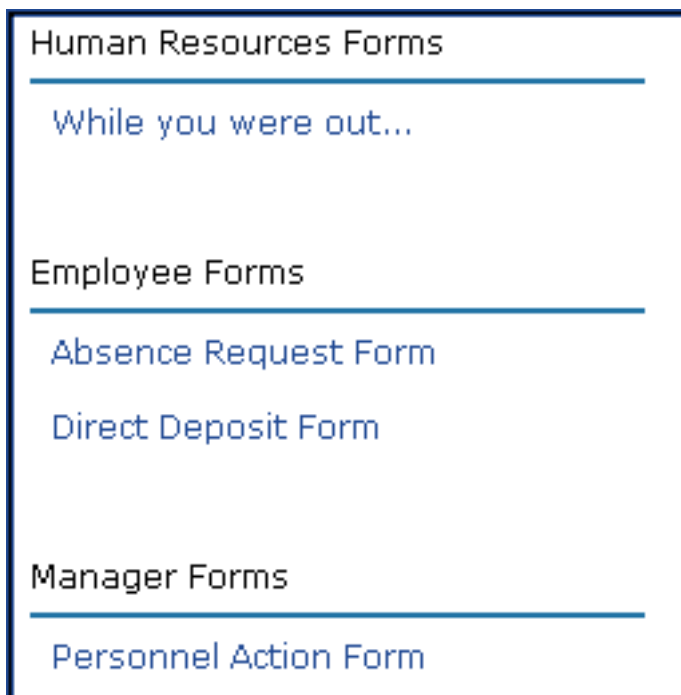 Human Resources Forms
While you were out...
Employee Forms
Absence Request Form
Direct Deposit Form
Manager Forms
Personnel Action Form